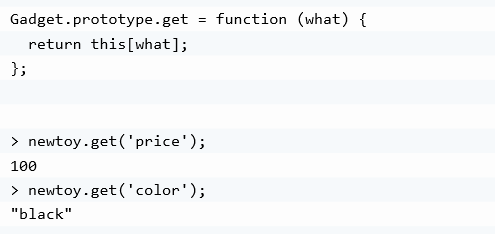 Gadget.prototype.get = function (what) {
  return this[what];
};
> newtoy.get('price');
100
> newtoy.get('color');
"black"